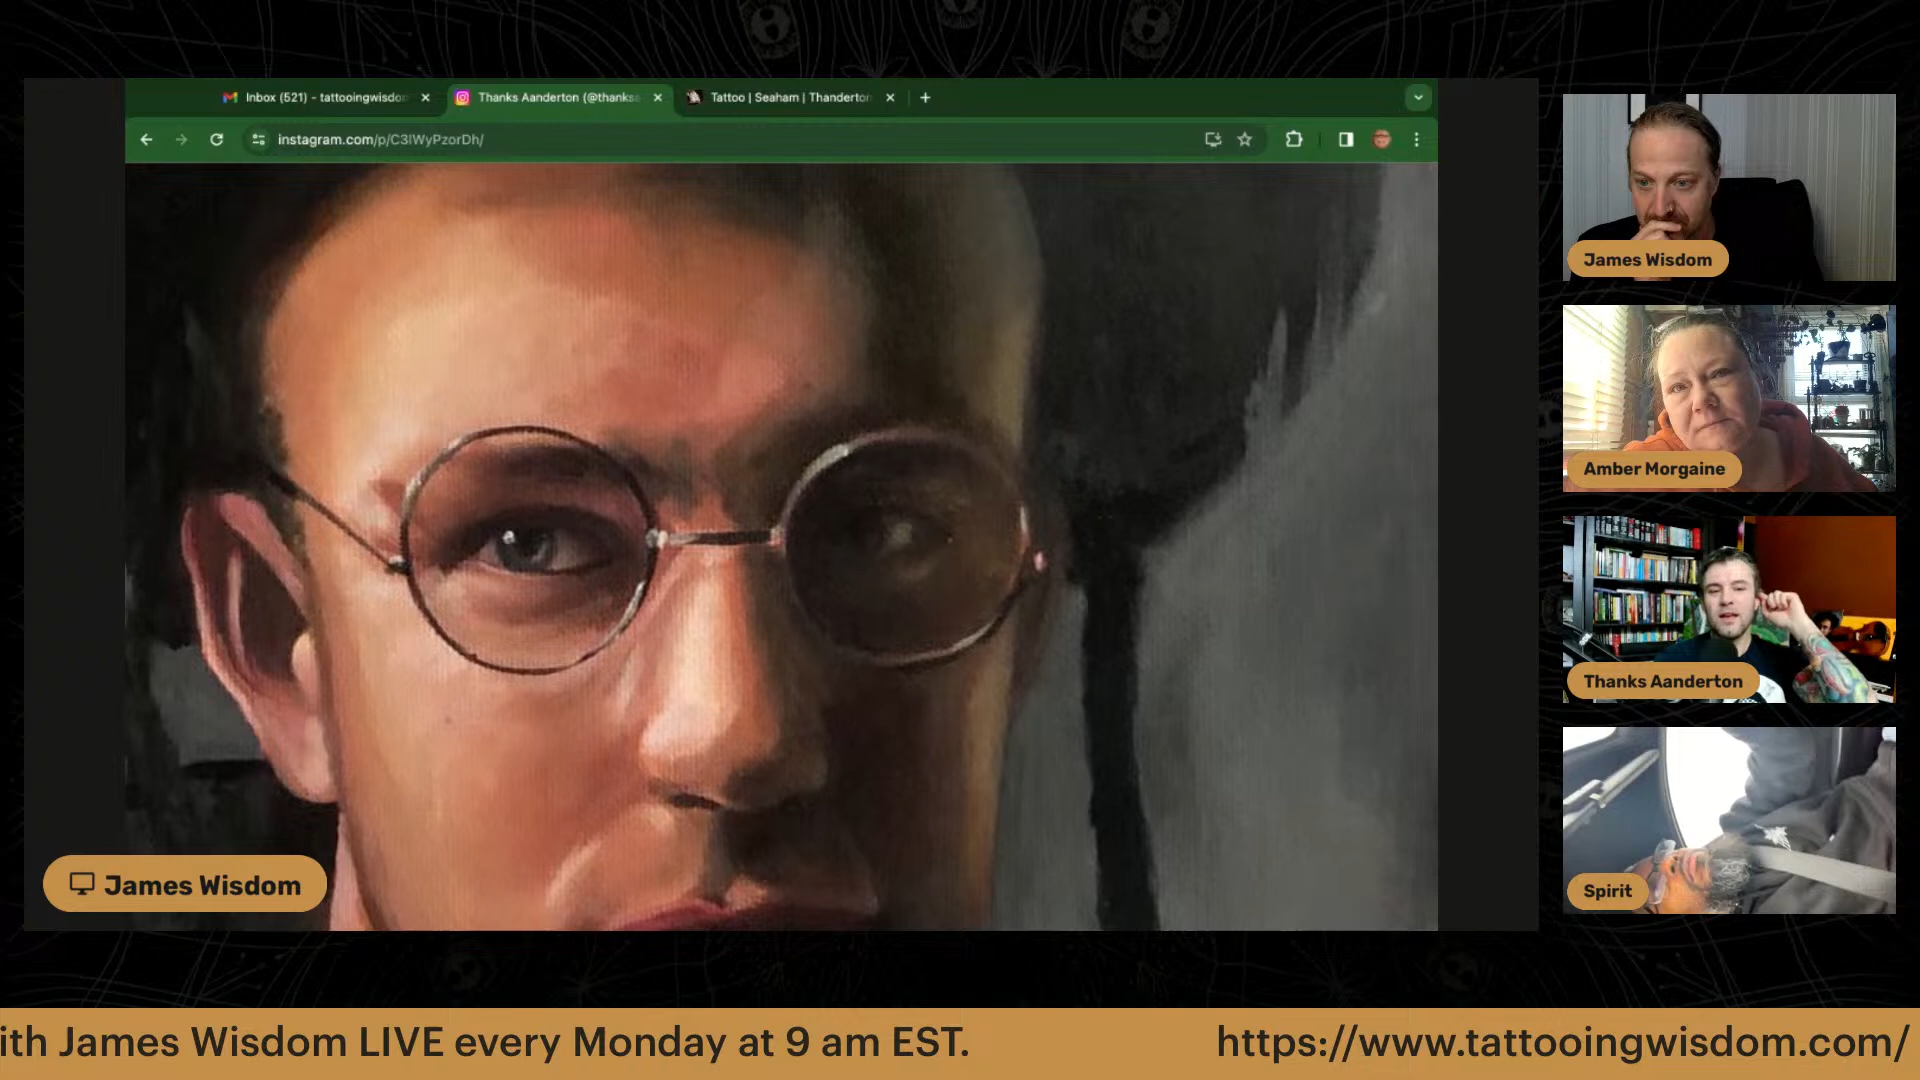 Inbox (521) - tattooingwisdo
Thanks Aanderton (@thanks
Tattoo | Seaham | Thanderton
instagram.com/p/C3lWyPzorDh/
James Wisdom
Amber Morgaine
Thanks Aanderton
Spirit
James Wisdom
ith James Wisdom LIVE every Monday at 9 am EST.
https://www.tattooingwisdom.com/